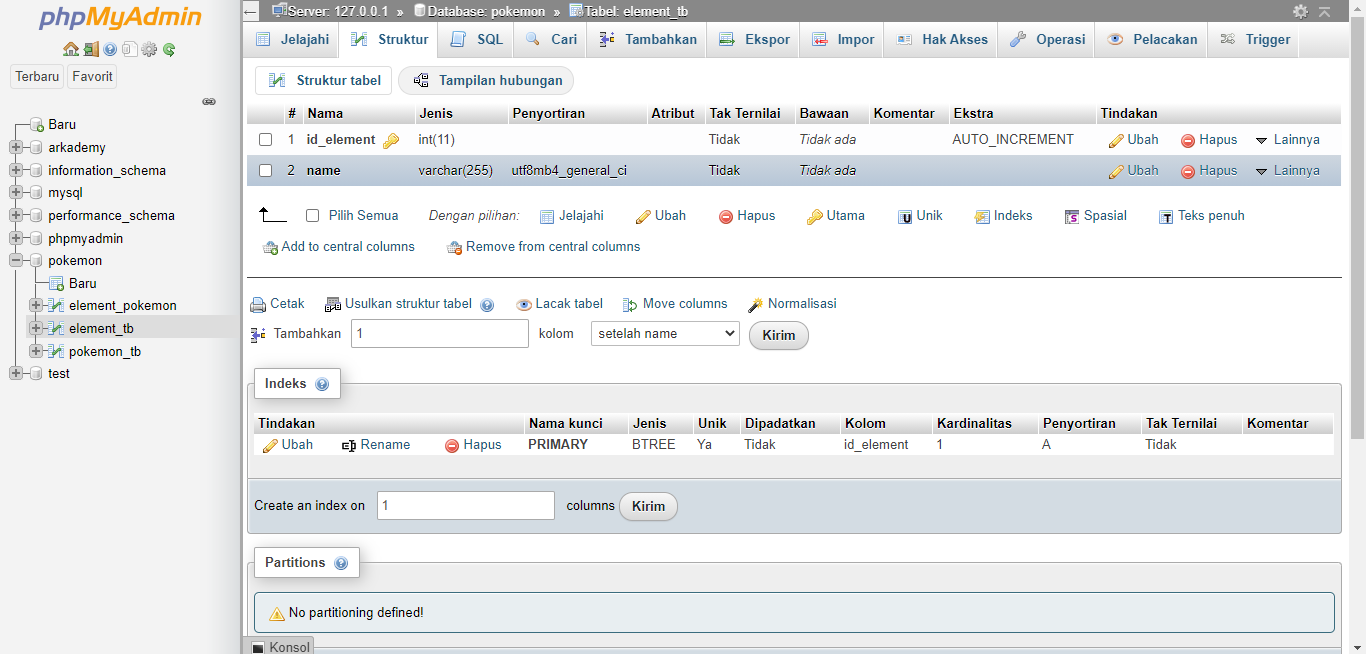 phpMyAdmin
Terbaru Favorit
Baru
arkademy
information_schema
mysql
performance_schema
phpmyadmin
pokemon
Baru
element_pokemon
element_tb
pokemon_tb
test
Server: 127.0.0.1 » Database: pokemon » Tabel: element_tb
Jelajahi Struktur SQL Cari Tambahkan Ekspor Impor Hak Akses Operasi Pelacakan Trigger
Struktur tabel Tampilan hubungan
# Nama Jenis Penyortiran Atribut Tak Ternilai Bawaan Komentar Ekstra Tindakan
1 id_element int(11) Tidak Tidak ada AUTO_INCREMENT Ubah Hapus Lainnya
2 name varchar(255) utf8mb4_general_ci Tidak Tidak ada Ubah Hapus Lainnya
Pilih Semua Dengan pilihan: Jelajahi Ubah Hapus Utama Unik Indeks Spasial Teks penuh
Add to central columns Remove from central columns
Cetak Usulkan struktur tabel Lacak tabel Move columns Normalisasi
Tambahkan 1 kolom setelah name Kirim
Indeks
Tindakan Nama kunci Jenis Unik Dipadatkan Kolom Kardinalitas Penyortiran Tak Ternilai Komentar
Ubah Rename Hapus PRIMARY BTREE Ya Tidak id_element 1 A Tidak
Create an index on 1 columns Kirim
Partitions
No partitioning defined!
Konsol